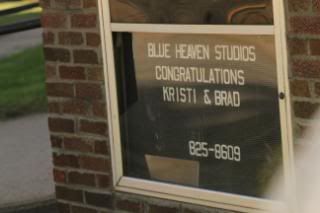 BLUE HEAVEN STUDIOS
CONGRATULATIONS
KRISTI & BRAD
825-8609